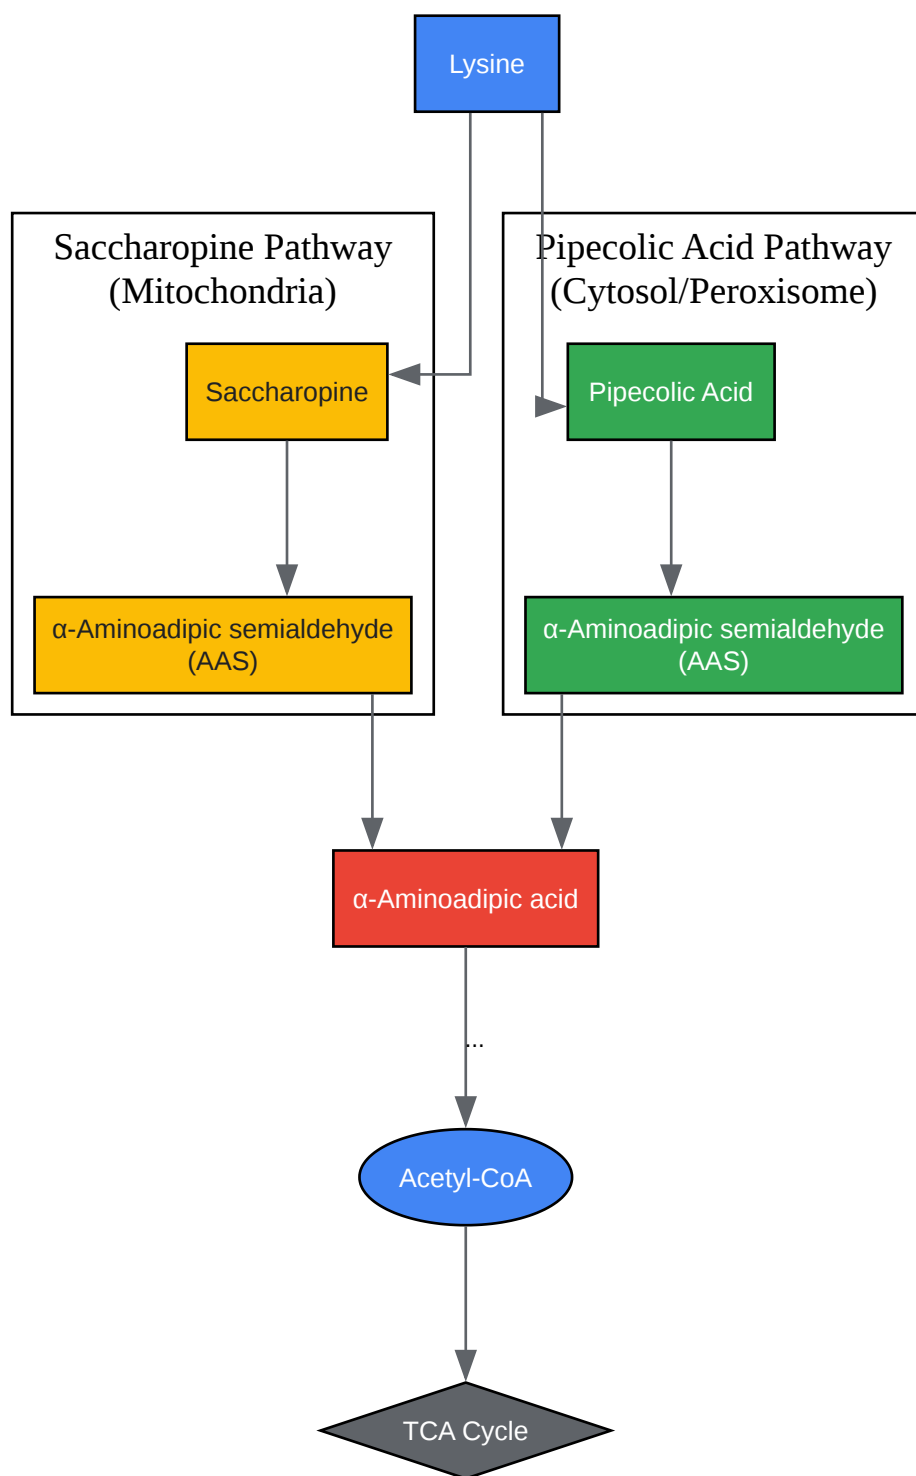 Lysine
Saccharopine Pathway
(Mitochondria)
Pipecolic Acid Pathway
(Cytosol/Peroxisome)
Saccharopine
Pipecolic Acid
α-Aminoadipic semialdehyde
(AAS)
α-Aminoadipic semialdehyde
(AAS)
α-Aminoadipic acid
...
Acetyl-CoA
TCA Cycle